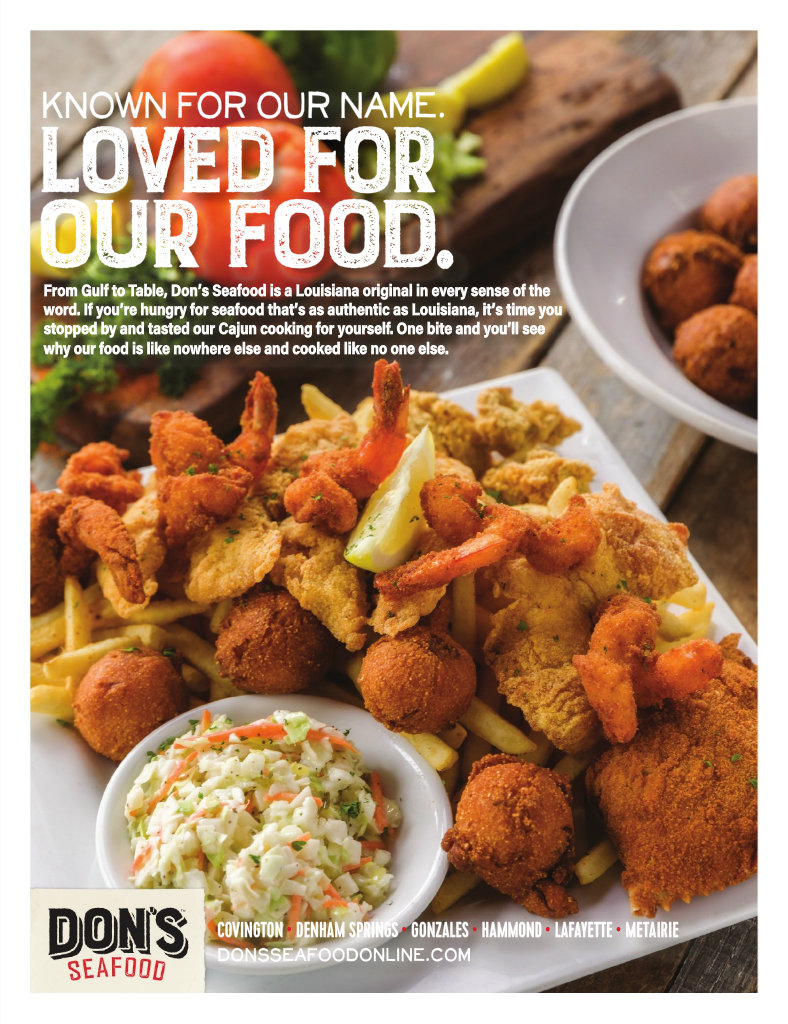 KNOWN FOR OUR NAME.
LOVED FOR
OUR FOOD.
From Gulf to Table, Don's Seafood is a Louisiana original in every sense of the
word. If you're hungry for seafood that's as authentic as Louisiana, it's time you
stopped by and tasted our Cajun cooking for yourself. One bite and you'll see
why our food is like nowhere else and cooked like no one else.
DON'S
SEAFOOD
COVINGTON • DENHAM SPRINGS • GONZALES • HAMMOND • LAFAYETTE • METAIRIE
DONSSEAFOODONLINE.COM